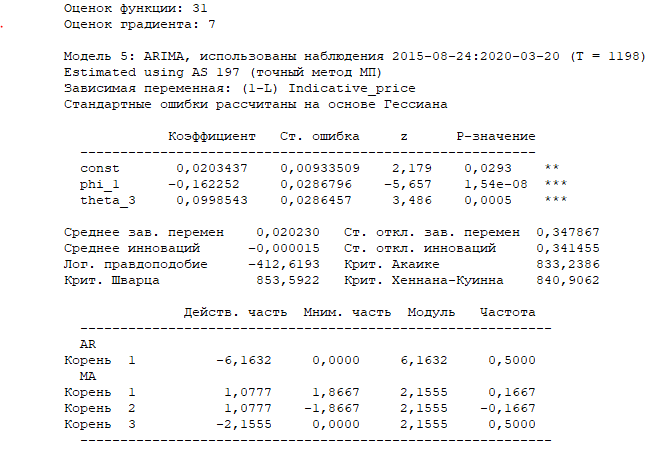 Оценок функции: 31
Оценок градиента: 7
Модель 5: ARIMA, использованы наблюдения 2015-08-24:2020-03-20 (T = 1198)
Estimated using AS 197 (точный метод МП)
Зависимая переменная: (1-L) Indicative_price
Стандартные ошибки рассчитаны на основе Гессиана
Коэффициент Ст. ошибка z P-значение
const 0,0203437 0,00933509 2,179 0,0293 **
phi_1 -0,162252 0,0286796 -5,657 1,54e-08 ***
theta_3 0,0998543 0,0286457 3,486 0,0005 ***
Среднее зав. перемен 0,020230 Ст. откл. зав. перемен 0,347867
Среднее инноваций -0,000015 Ст. откл. инноваций 0,341455
Лог. правдоподобие -412,6193 Крит. Акаике 833,2386
Крит. Шварца 853,5922 Крит. Хеннана-Куинна 840,9062
Действ. часть Мним. часть Модуль Частота
AR
Корень 1 -6,1632 0,0000 6,1632 0,5000
MA
Корень 1 1,0777 1,8667 2,1555 0,1667
Корень 2 1,0777 -1,8667 2,1555 -0,1667
Корень 3 -2,1555 0,0000 2,1555 0,5000